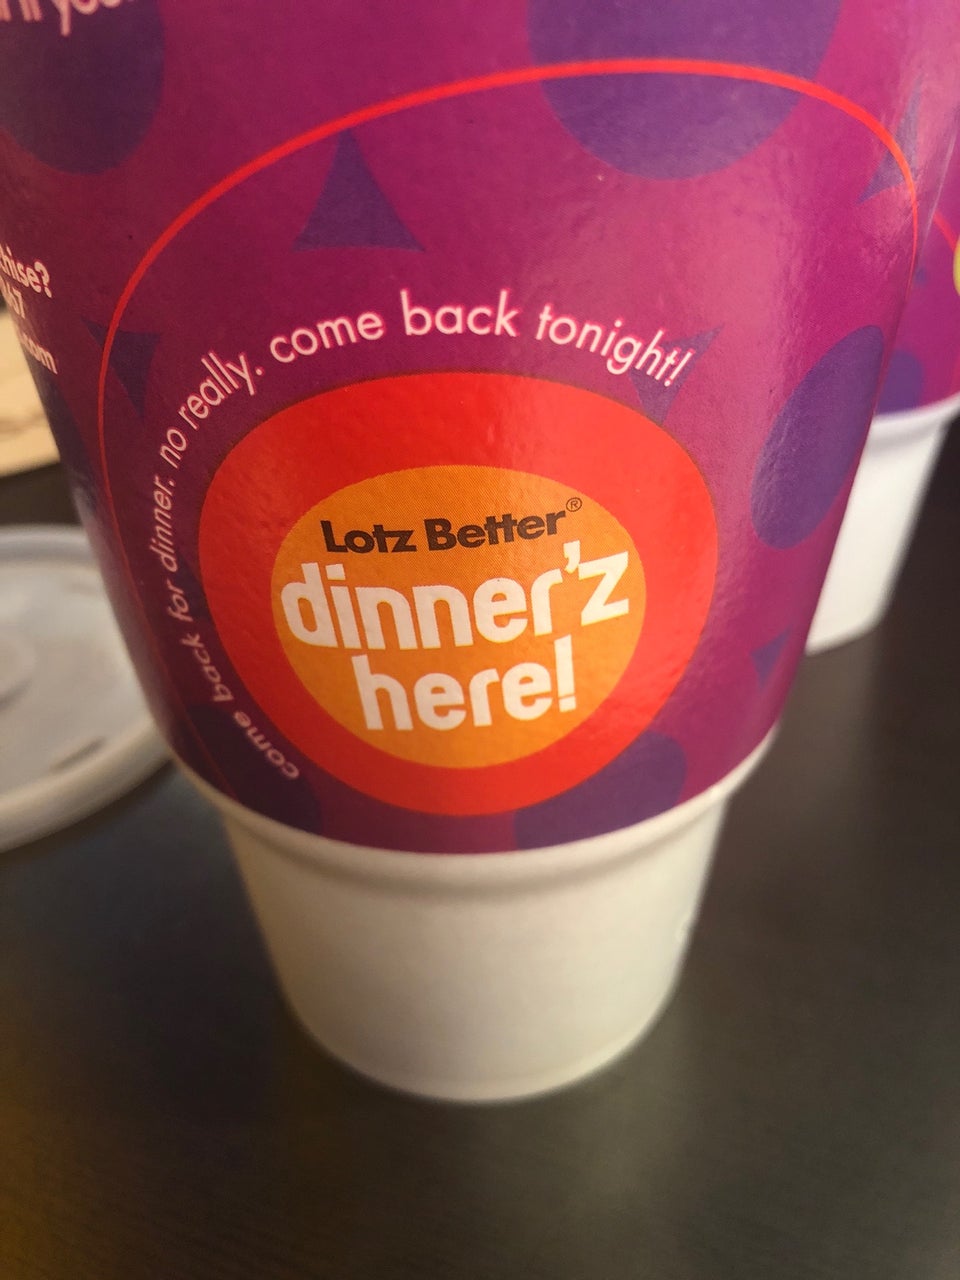 come back for dinner. no really. come back tonight!
Lotz Better®
dinner'z
here!